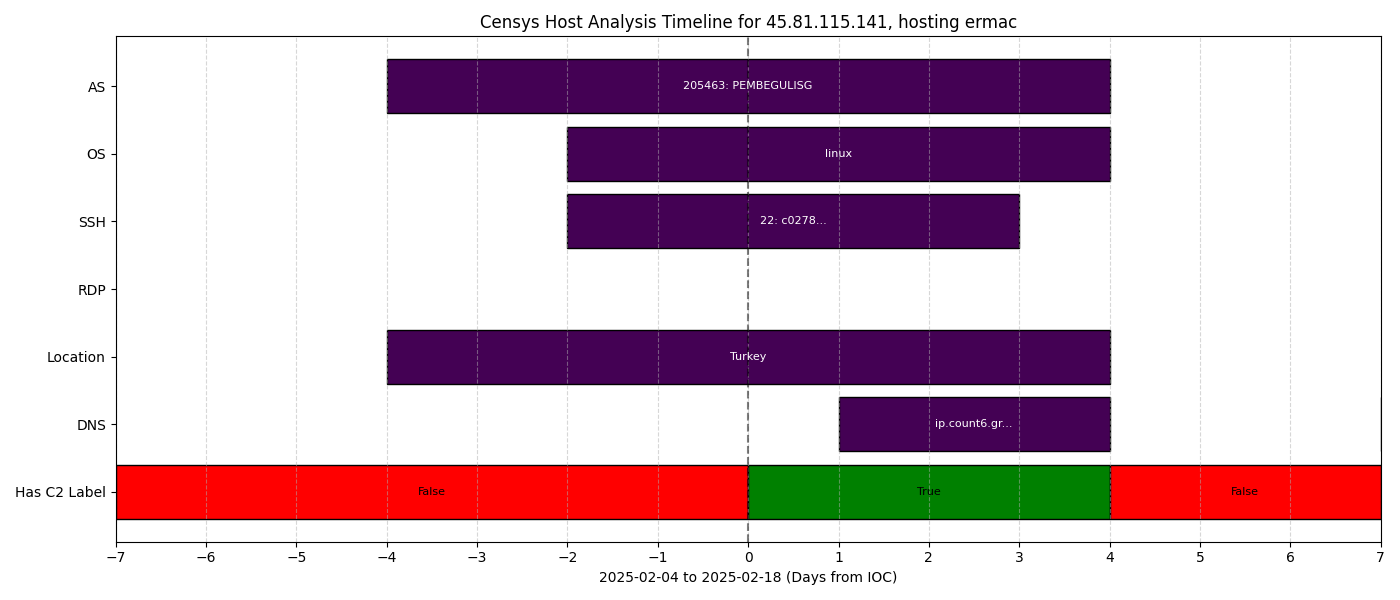 Censys Host Analysis Timeline for 45.81.115.141, hosting ermac
AS
205463: PEMBEGULISG
OS
linux
SSH
22: c0278...
RDP
Location
Turkey
DNS
ip.count6.gr...
Has C2 Label
False
True
False
−7 −6 −5 −4 −3 −2 −1 0 1 2 3 4 5 6 7
2025-02-04 to 2025-02-18 (Days from IOC)